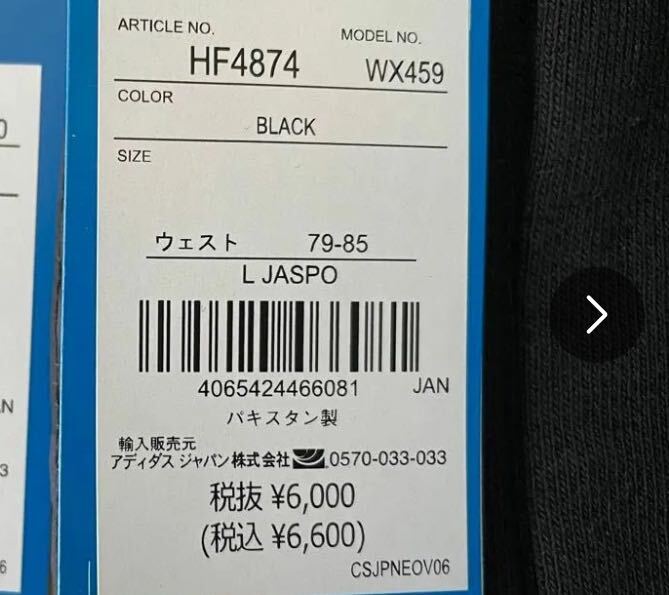 ARTICLE NO.
MODEL NO.
HF4874
WX459
COLOR
BLACK
SIZE
ウェスト 79-85
L JASPO
4065424466081 JAN
パキスタン製
輸入販売元
アディダス ジャパン株式会社 0570-033-033
税抜 ¥6,000
(税込 ¥6,600)
CSJPNEOV06